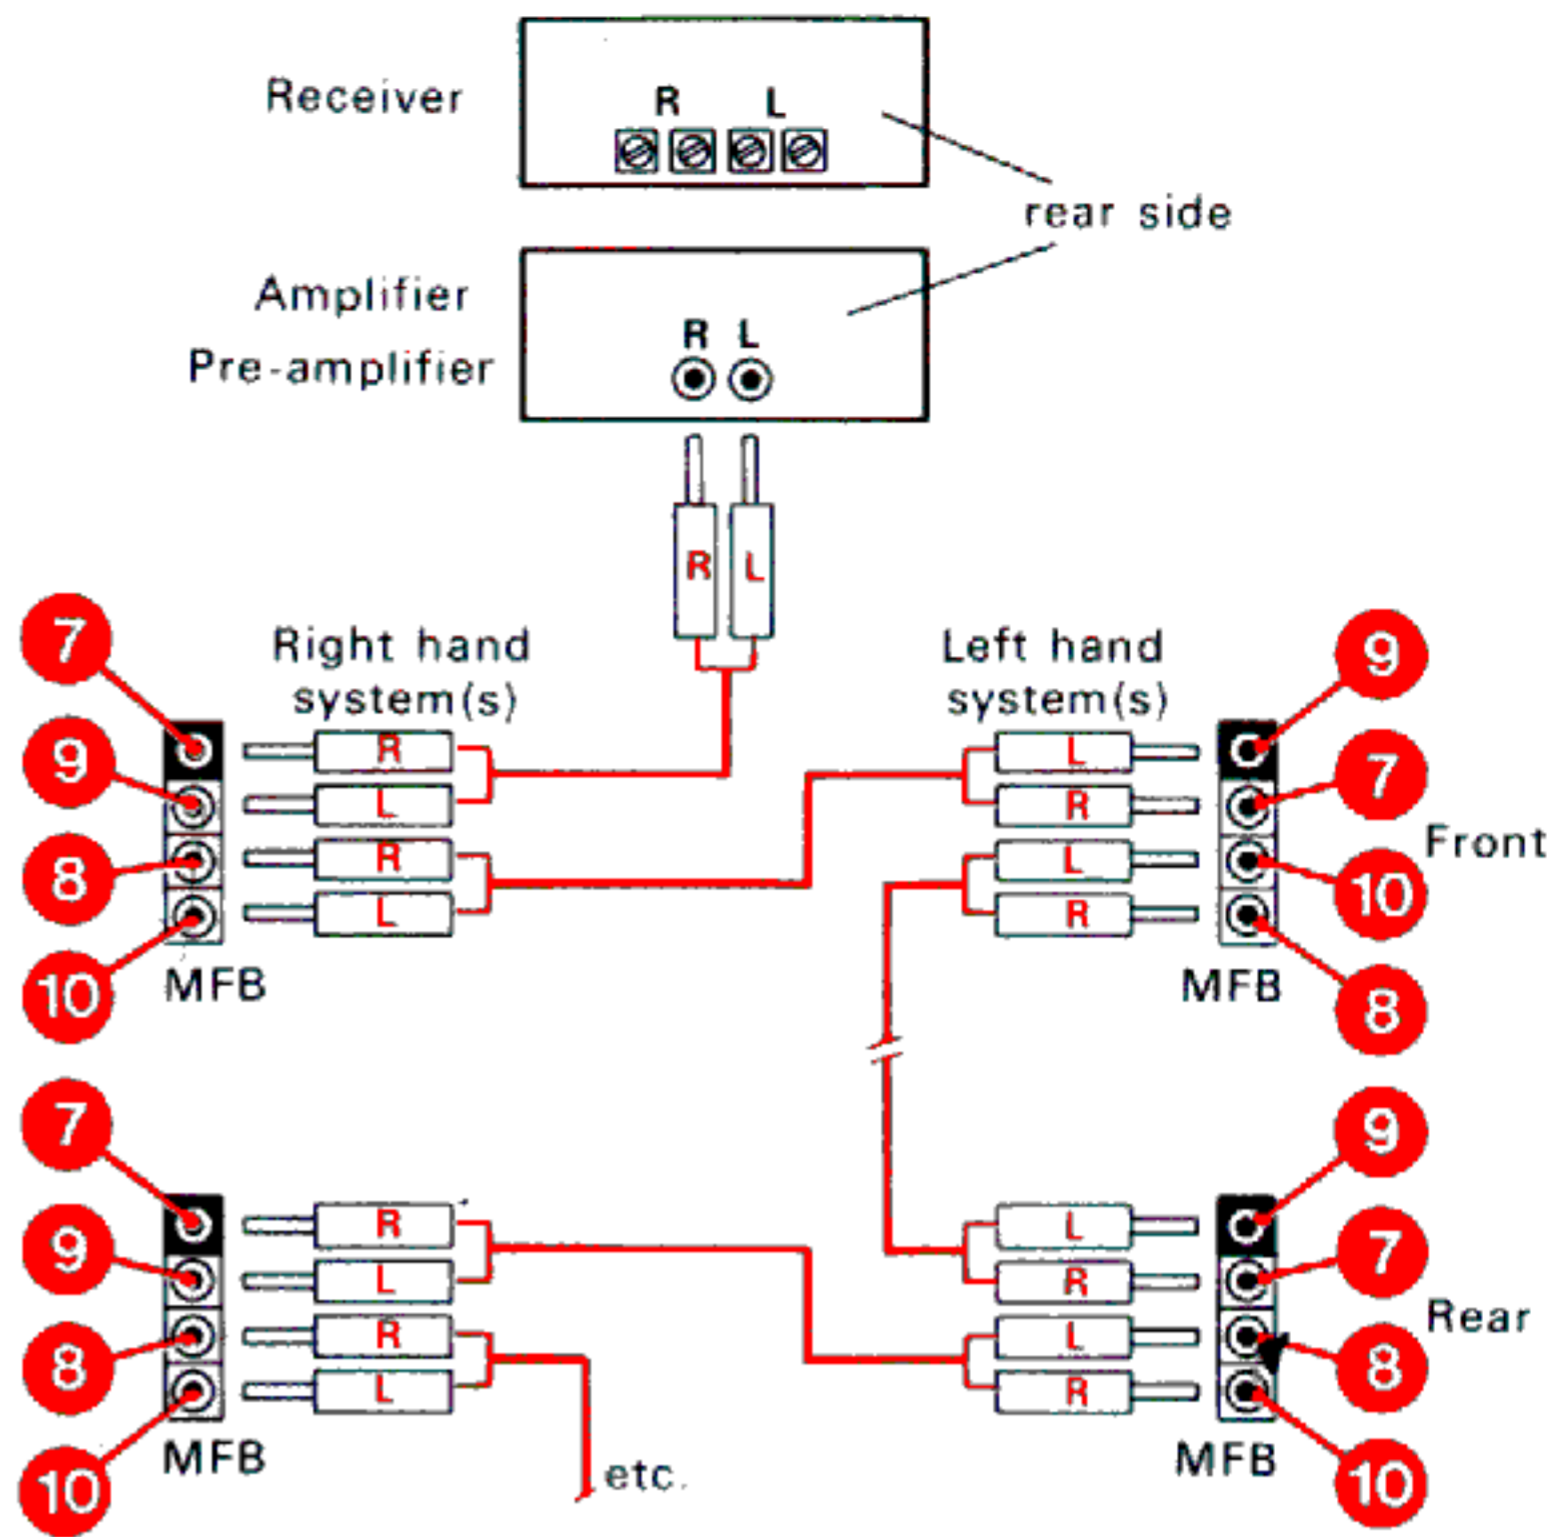 Receiver
R L
rear side
Amplifier
Pre-amplifier
R L
R L
Right hand
system(s)
Left hand
system(s)
7
9
8
10
R
L
R
L
MFB
L
R
L
R
9
7
10
8
Front
MFB
7
9
8
10
R
L
R
L
MFB
etc.
L
R
L
R
9
7
8
10
Rear
MFB